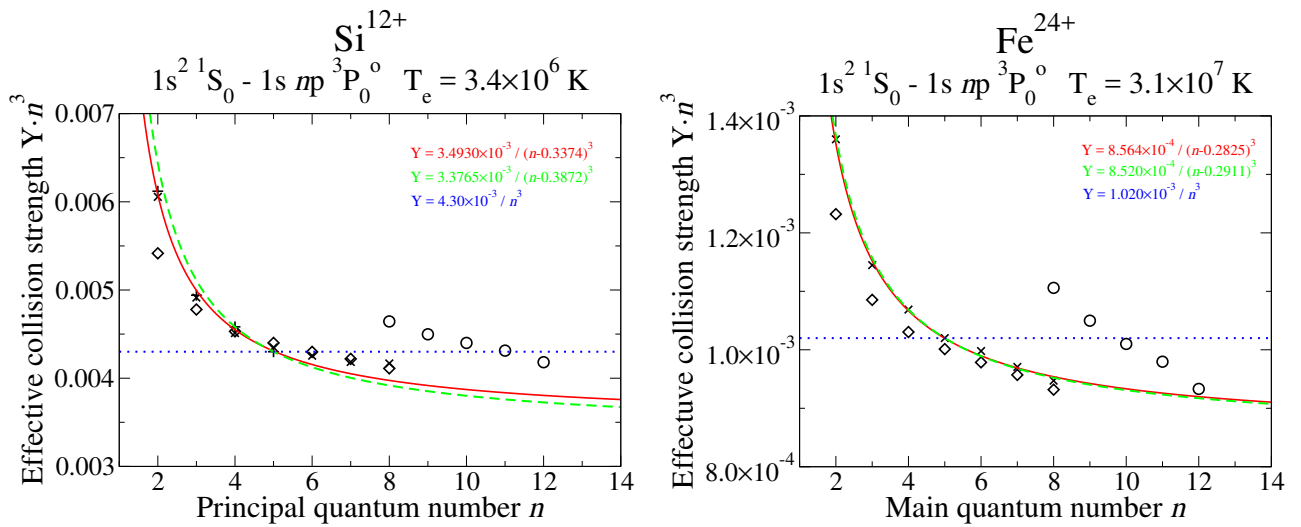 Si¹²⁺
1s² ¹S₀ - 1s np ³P₀ᵒ Tₑ = 3.4×10⁶ K
Effective collision strength Υ·n³
0.007
0.006
0.005
0.004
0.003
Υ = 3.4930×10⁻³ / (n-0.3374)³
Υ = 3.3765×10⁻³ / (n-0.3872)³
Υ = 4.30×10⁻³ / n³
2 4 6 8 10 12 14
Principal quantum number n
Fe²⁴⁺
1s² ¹S₀ - 1s np ³P₀ᵒ Tₑ = 3.1×10⁷ K
Effectuve collision strength Υ·n³
1.4×10⁻³
1.2×10⁻³
1.0×10⁻³
8.0×10⁻⁴
Υ = 8.564×10⁻⁴ / (n-0.2825)³
Υ = 8.520×10⁻⁴ / (n-0.2911)³
Υ = 1.020×10⁻³ / n³
2 4 6 8 10 12 14
Main quantum number n